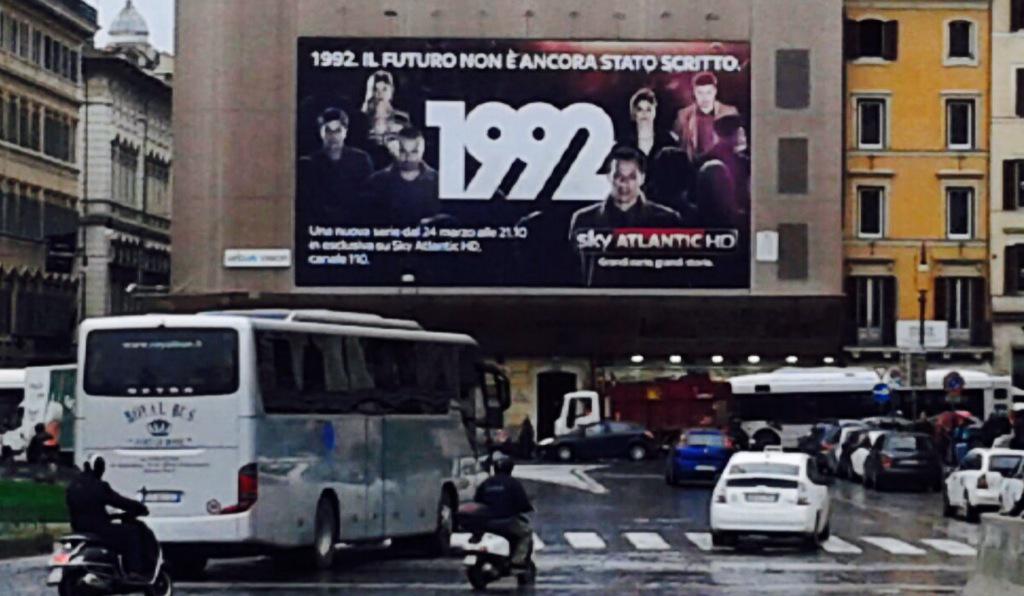 1992. IL FUTURO NON È ANCORA STATO SCRITTO.
1992
Una nuova serie dal 24 marzo alle 21.10
in esclusiva su Sky Atlantic HD,
canale 110.
sky ATLANTIC HD
Grandi serie, grandi storie.
ROYAL BUS